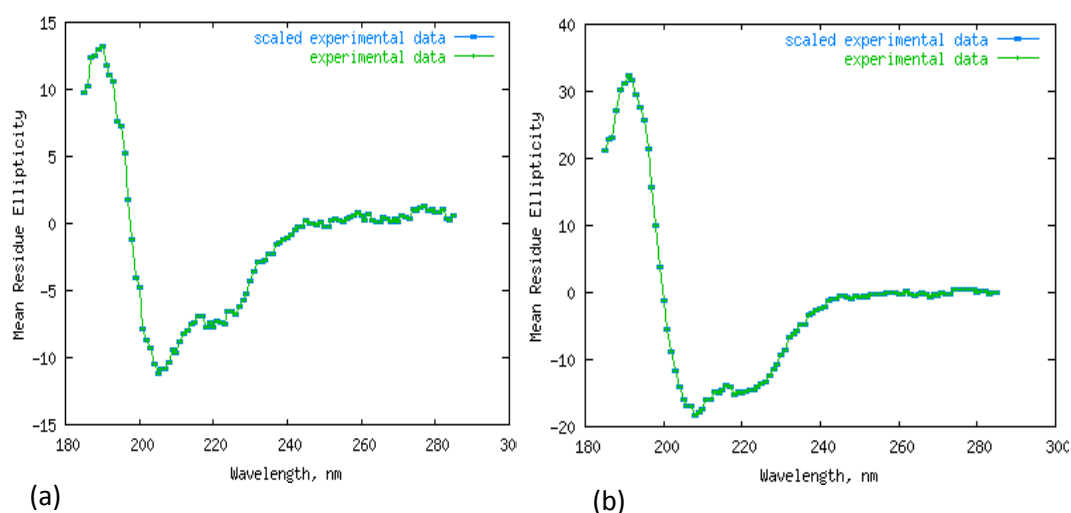 15
10
5
0
-5
-10
-15
Mean Residue Ellipticity
scaled experimental data
experimental data
180 200 220 240 260 280 30
Wavelength, nm
(a)
40
30
20
10
0
-10
-20
Mean Residue Ellipticity
scaled experimental data
experimental data
180 200 220 240 260 280 300
Wavelength, nm
(b)